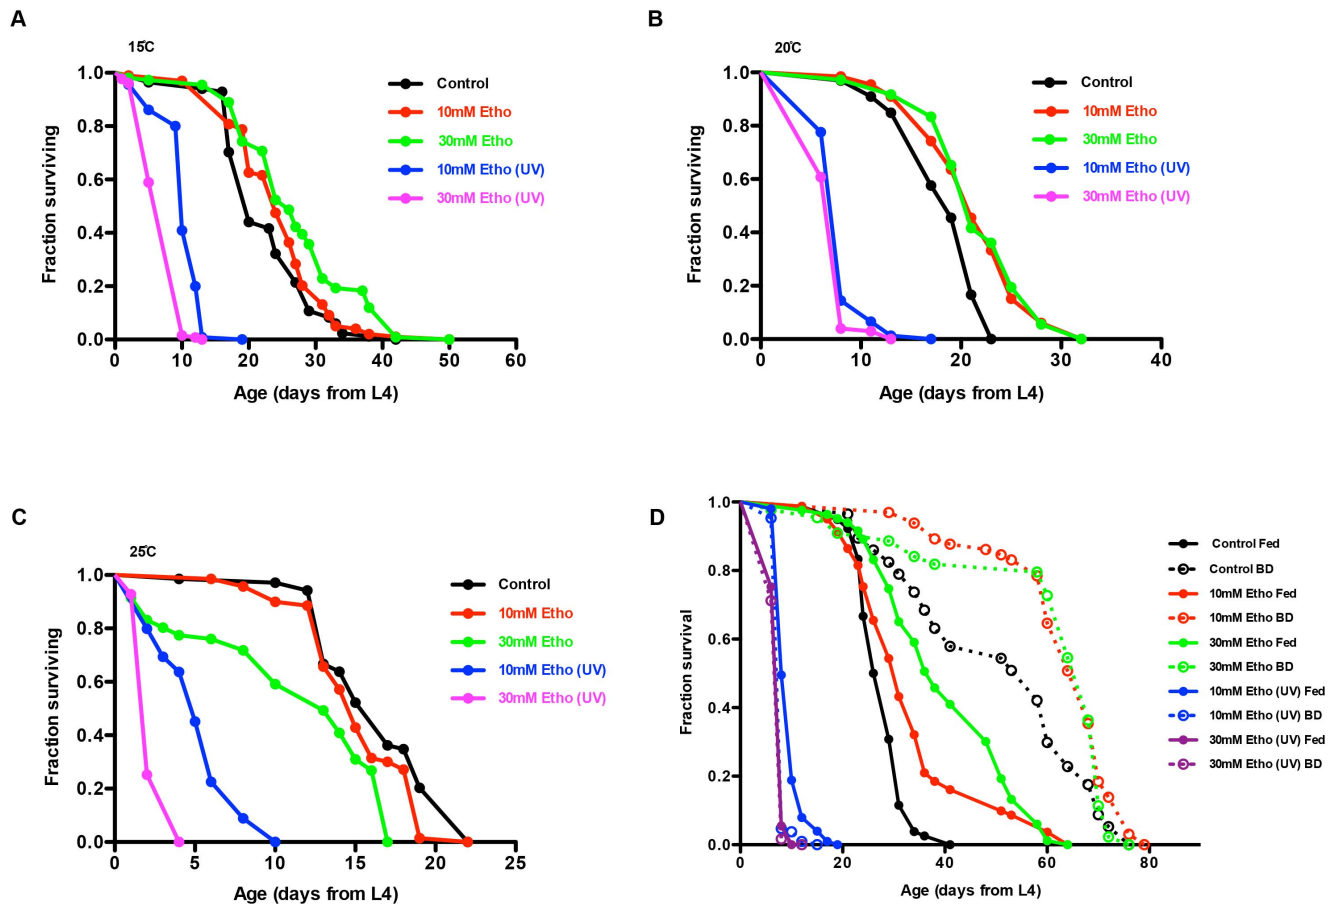 A
15°C
1.0
0.8
0.6
0.4
0.2
0.0
0
10
20
30
40
50
60
Fraction surviving
Age (days from L4)
Control
10mM Etho
30mM Etho
10mM Etho (UV)
30mM Etho (UV)
B
20°C
1.0
0.8
0.6
0.4
0.2
0.0
0
10
20
30
40
Fraction surviving
Age (days from L4)
Control
10mM Etho
30mM Etho
10mM Etho (UV)
30mM Etho (UV)
C
25°C
1.0
0.8
0.6
0.4
0.2
0.0
0
5
10
15
20
25
Fraction surviving
Age (days from L4)
Control
10mM Etho
30mM Etho
10mM Etho (UV)
30mM Etho (UV)
D
1.0
0.8
0.6
0.4
0.2
0.0
0
20
40
60
80
Fraction survival
Age (days from L4)
Control Fed
Control BD
10mM Etho Fed
10mM Etho BD
30mM Etho Fed
30mM Etho BD
10mM Etho (UV) Fed
10mM Etho (UV) BD
30mM Etho (UV) Fed
30mM Etho (UV) BD